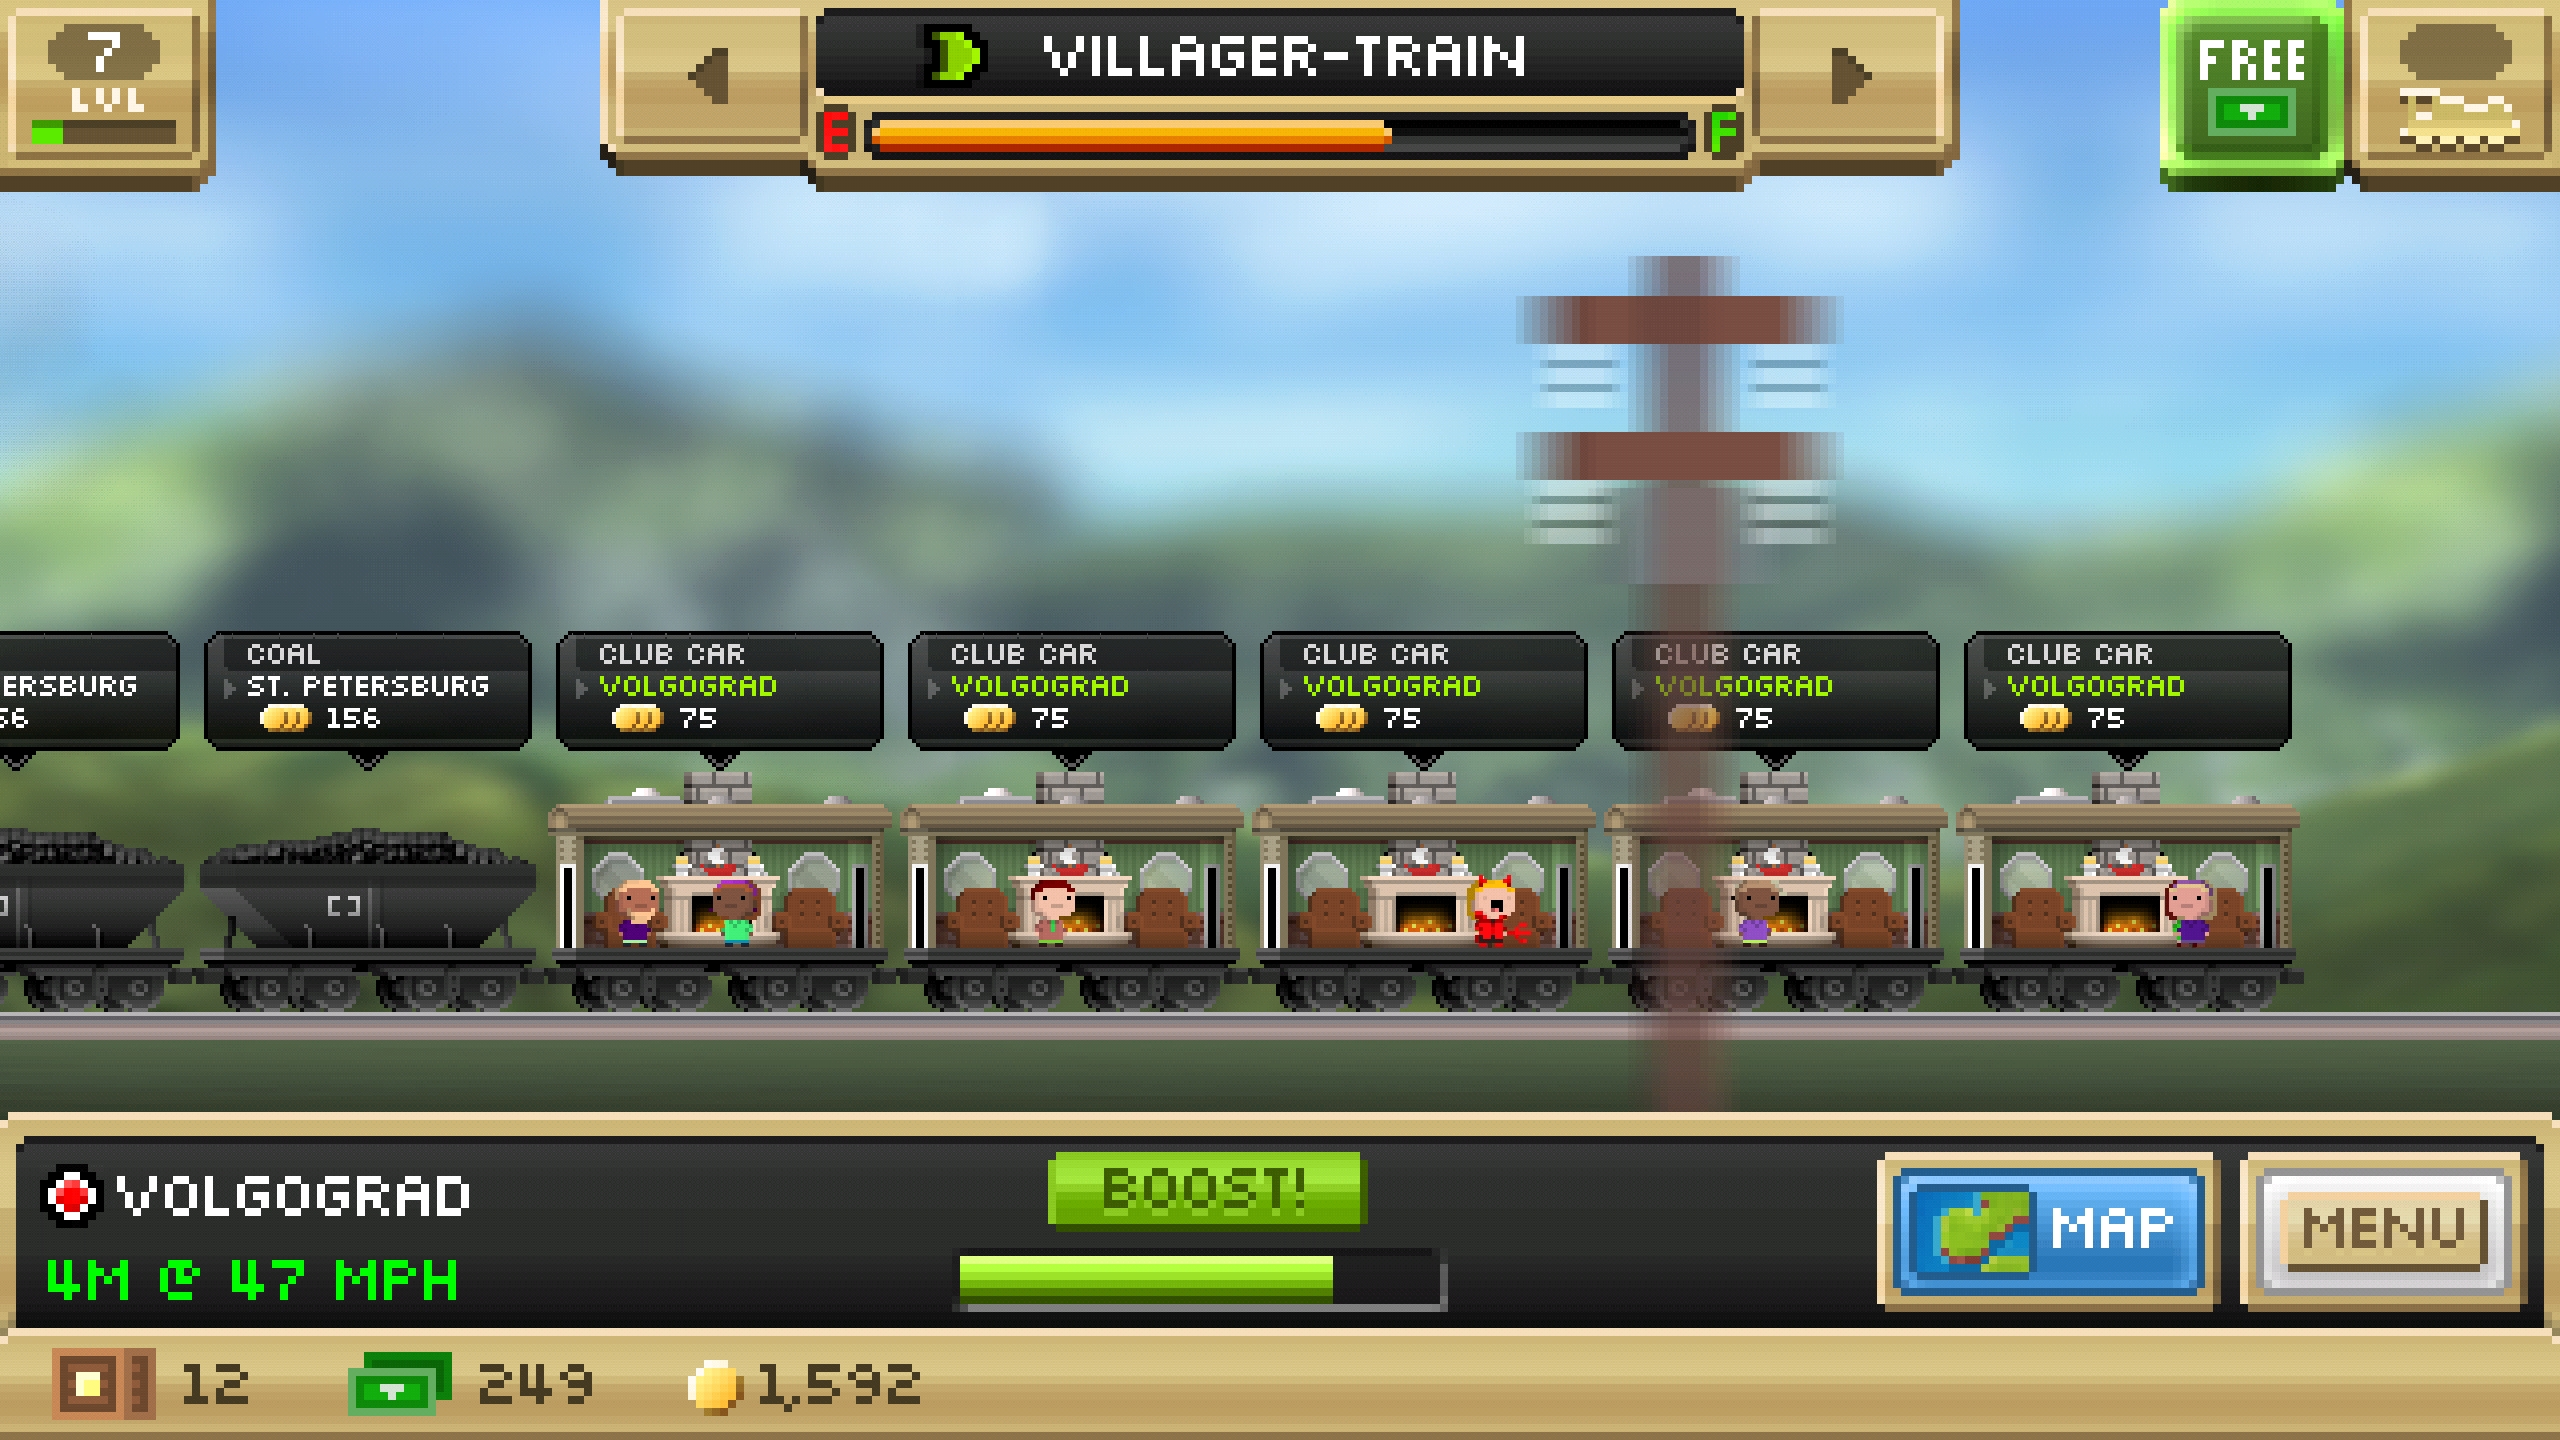 7
LVL
VILLAGER-TRAIN
E
F
FREE
ERSBURG
56
COAL
ST. PETERSBURG
156
CLUB CAR
VOLGOGRAD
75
CLUB CAR
VOLGOGRAD
75
CLUB CAR
VOLGOGRAD
75
CLUB CAR
VOLGOGRAD
75
CLUB CAR
VOLGOGRAD
75
VOLGOGRAD
4M @ 47 MPH
BOOST!
MAP
MENU
12
249
1,592